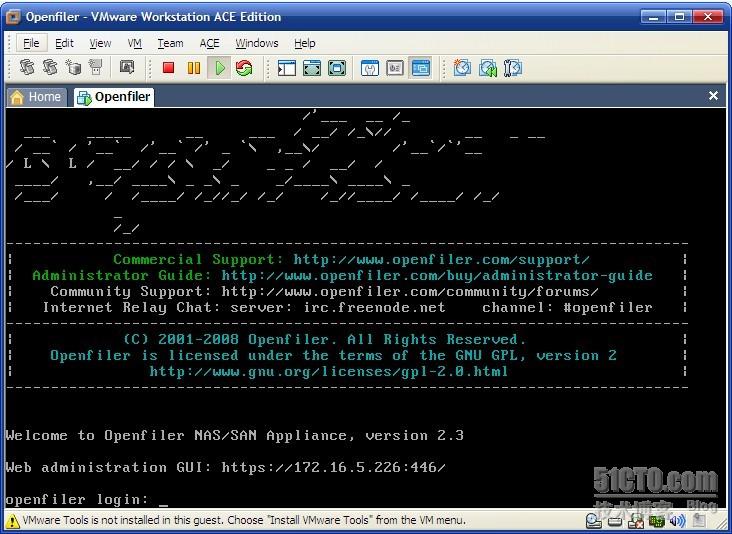 Openfiler - VMware Workstation ACE Edition
File Edit View VM Team ACE Windows Help
Home Openfiler
Commercial Support: http://www.openfiler.com/support/
Administrator Guide: http://www.openfiler.com/buy/administrator-guide
Community Support: http://www.openfiler.com/community/forums/
Internet Relay Chat: server: irc.freenode.net channel: #openfiler
(C) 2001-2008 Openfiler. All Rights Reserved.
Openfiler is licensed under the terms of the GNU GPL, version 2
http://www.gnu.org/licenses/gpl-2.0.html
Welcome to Openfiler NAS/SAN Appliance, version 2.3
Web administration GUI: https://172.16.5.226:446/
openfiler login: _
51CTO.com
技术博客 Blog
VMware Tools is not installed in this guest. Choose "Install VMware Tools" from the VM menu.